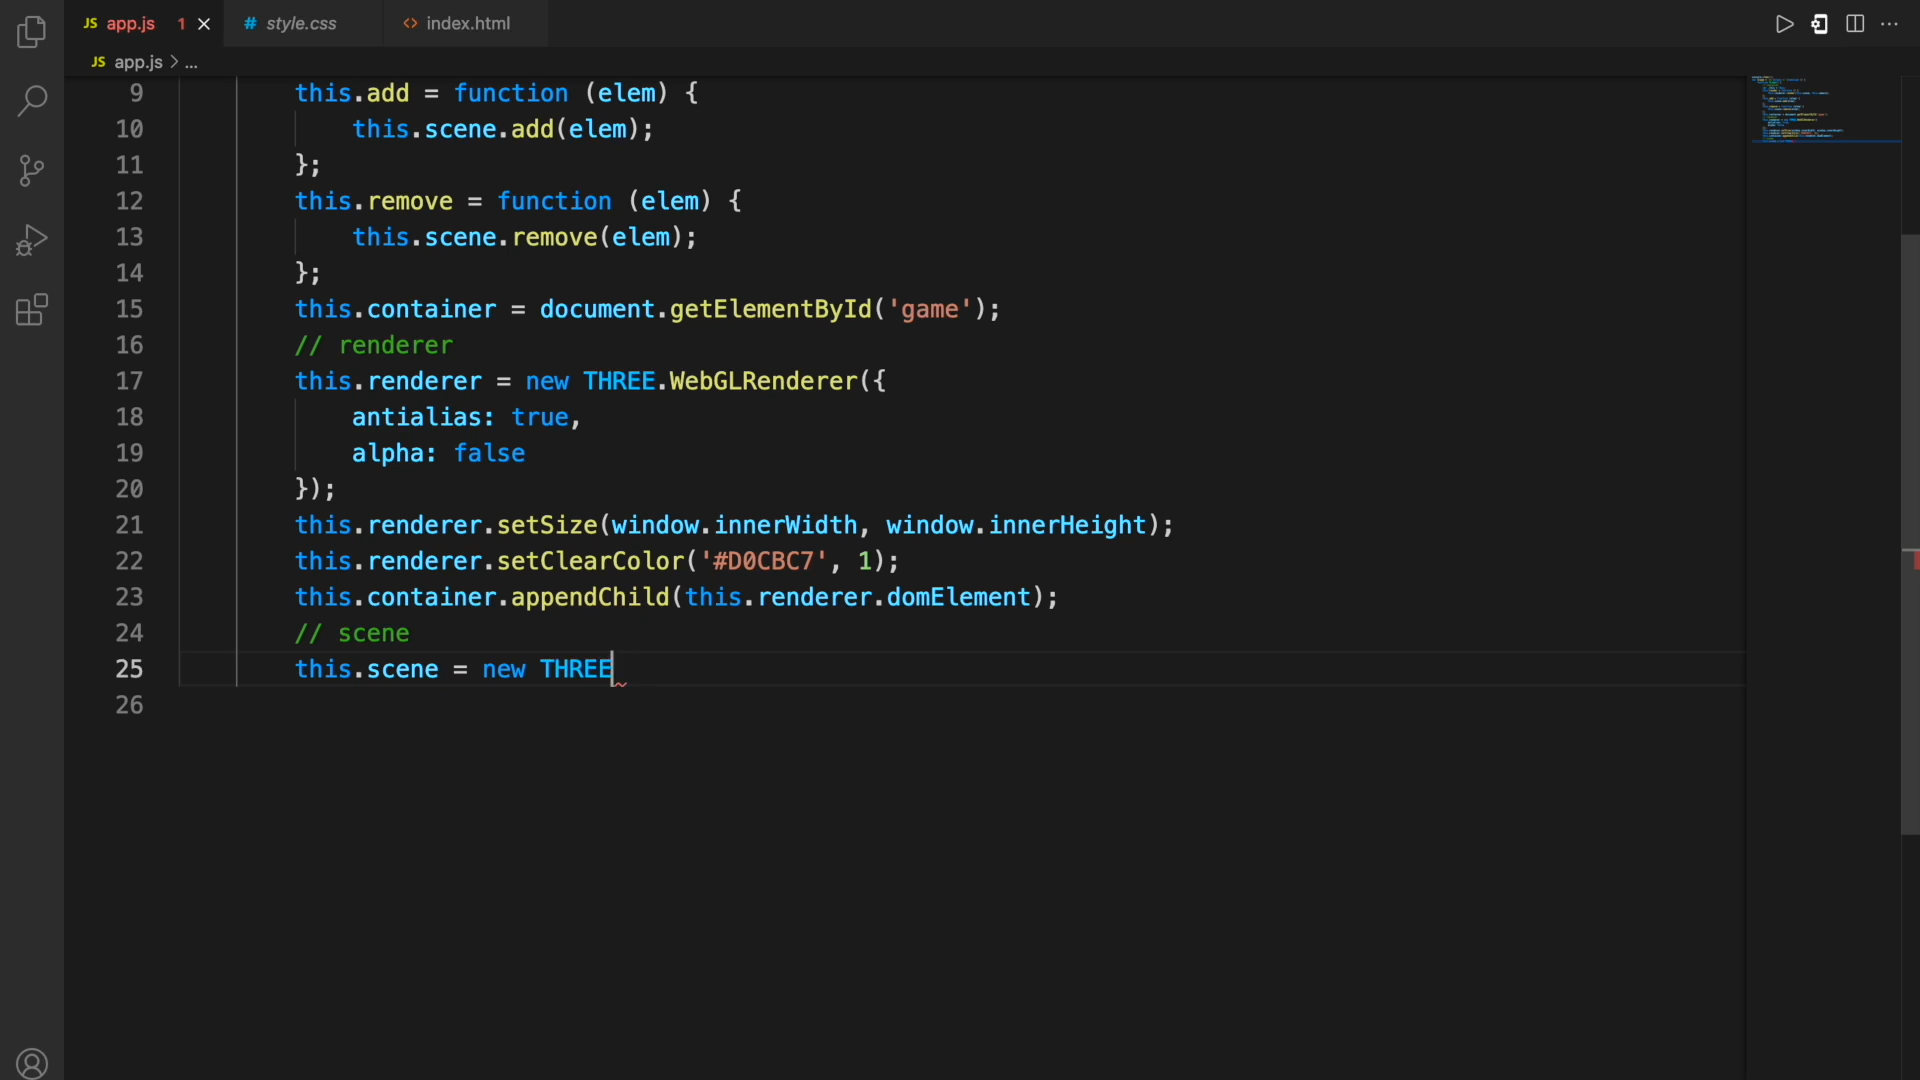 JS app.js 1
# style.css
<> index.html
JS app.js > ...
9 this.add = function (elem) {
10 this.scene.add(elem);
11 };
12 this.remove = function (elem) {
13 this.scene.remove(elem);
14 };
15 this.container = document.getElementById('game');
16 // renderer
17 this.renderer = new THREE.WebGLRenderer({
18 antialias: true,
19 alpha: false
20 });
21 this.renderer.setSize(window.innerWidth, window.innerHeight);
22 this.renderer.setClearColor('#D0CBC7', 1);
23 this.container.appendChild(this.renderer.domElement);
24 // scene
25 this.scene = new THREE
26